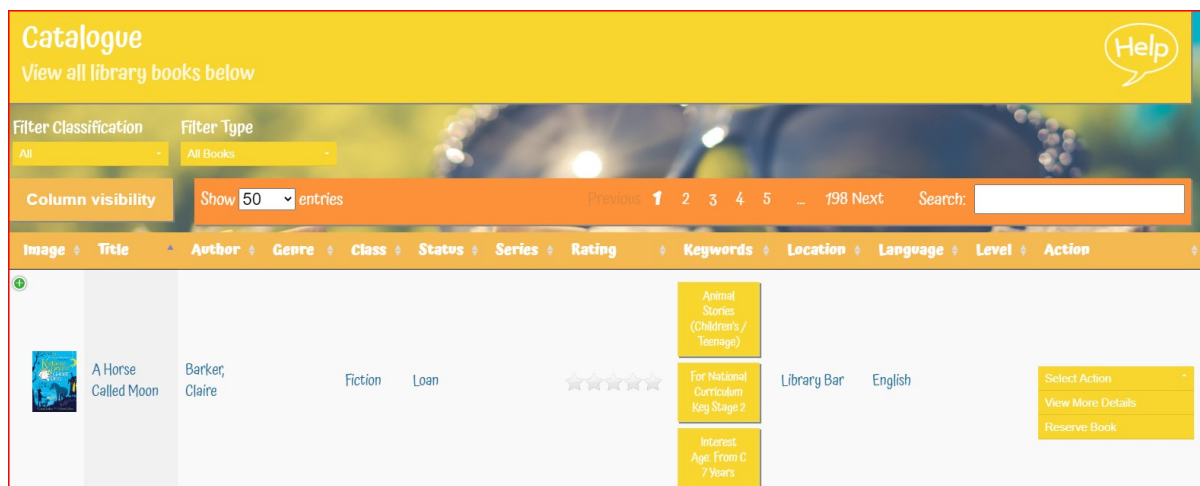 Catalogue
Help
View all library books below
Filter Classification Filter Type
All All Books
Column visibility Show 50 entries Previous 1 2 3 4 5 ... 198 Next Search:
Image Title Author Genre Class Status Series Rating Keywords Location Language Level Action
Animal
Stories
(Children's /
Teenage)
A Horse
Called Moon
Barker,
Claire
Fiction Loan
For National
Curriculum
Key Stage 2
Interest
Age: From C
7 Years
Library Bar English
Select Action
View More Details
Reserve Book